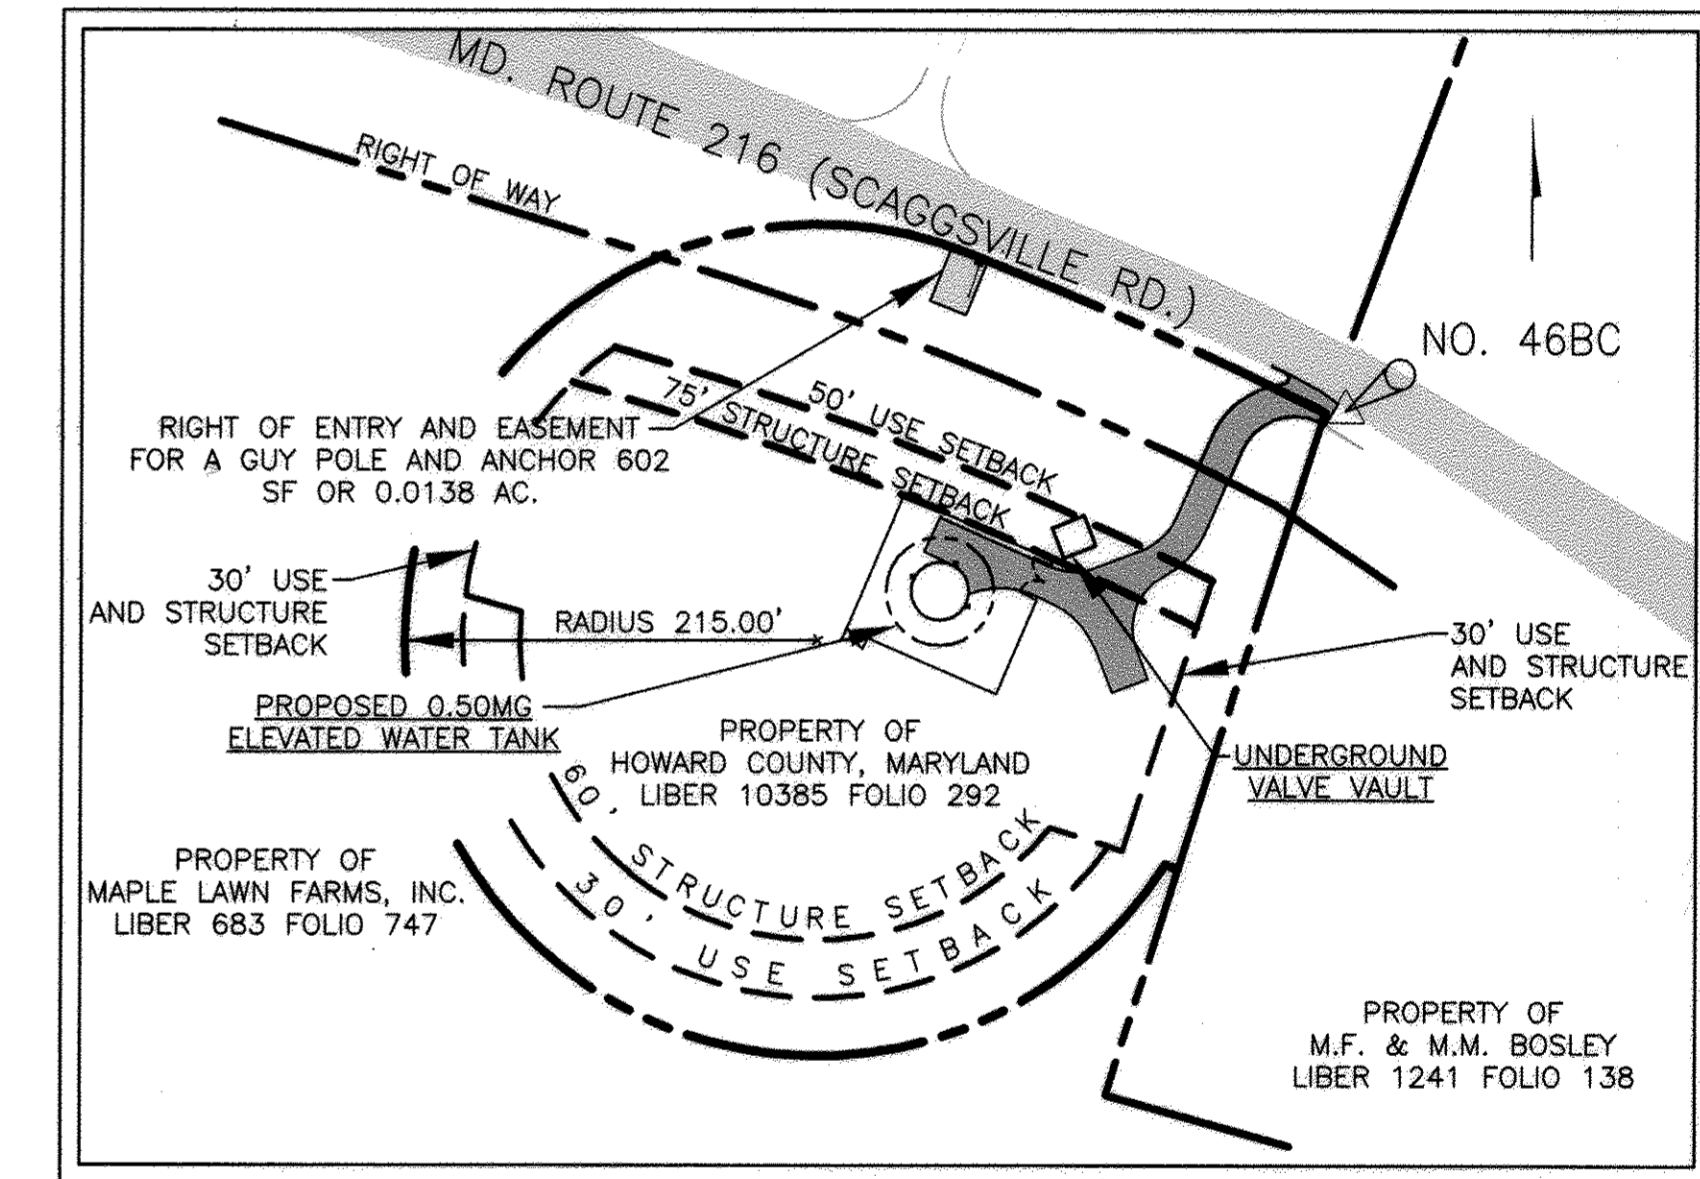 MD. ROUTE 216 (SCAGGSVILLE RD.)
RIGHT OF WAY
NO. 46BC
50' USE SETBACK
75' STRUCTURE SETBACK
RIGHT OF ENTRY AND EASEMENT
FOR A GUY POLE AND ANCHOR 602
SF OR 0.0138 AC.
30' USE
AND STRUCTURE
SETBACK
RADIUS 215.00'
30' USE
AND STRUCTURE
SETBACK
PROPOSED 0.50MG
ELEVATED WATER TANK
PROPERTY OF
HOWARD COUNTY, MARYLAND
LIBER 10385 FOLIO 292
UNDERGROUND
VALVE VAULT
60' STRUCTURE SETBACK
30' USE SETBACK
PROPERTY OF
MAPLE LAWN FARMS, INC.
LIBER 683 FOLIO 747
PROPERTY OF
M.F. & M.M. BOSLEY
LIBER 1241 FOLIO 138